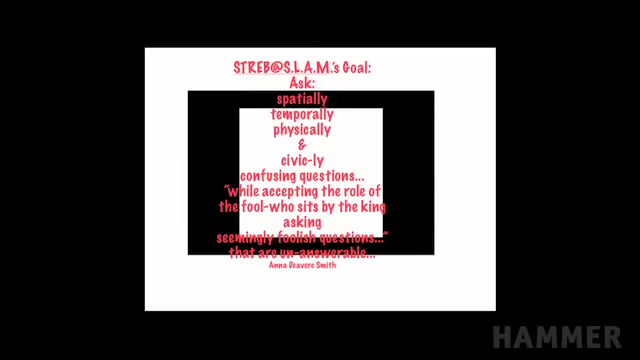 STREB@S.L.A.M.'s Goal:
Ask:
spatially
temporally
physically
&
civic-ly
confusing questions...
"while accepting the role of
the fool-who sits by the king
asking
seemingly foolish questions..."
that are un-answerable...
Anna Deavere Smith
HAMMER